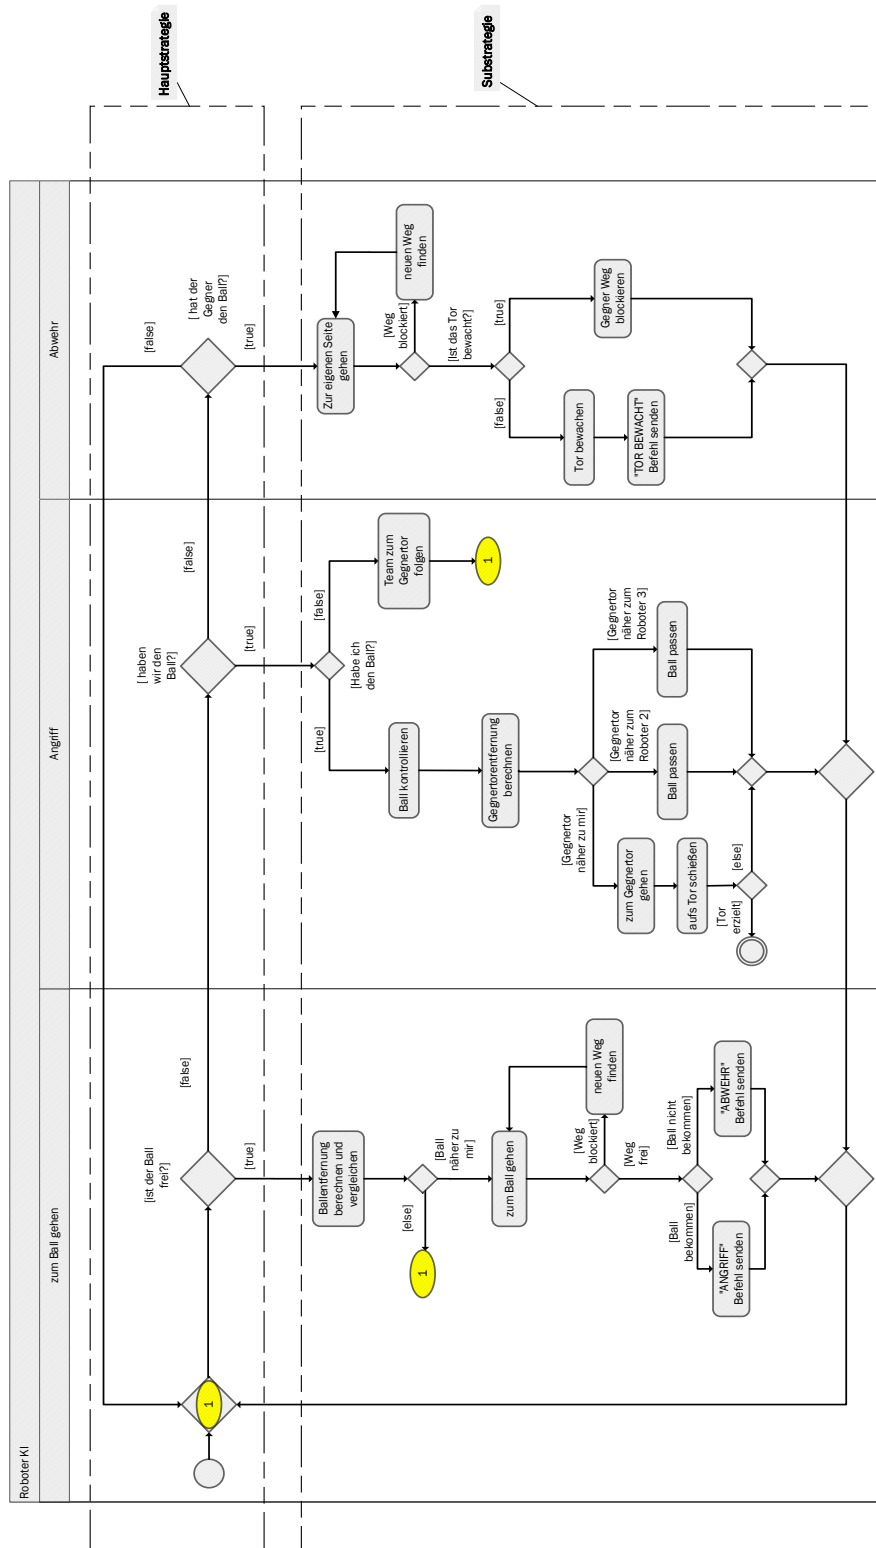 Roboter KI
zum Ball gehen
Angriff
Abwehr
Hauptstrategie
Substrategie
1
[ist der Ball
frei?]
[false]
[true]
[ haben
wir den
Ball?]
[false]
[true]
[ hat der
Gegner
den Ball?]
[false]
[true]
Ballentfernung
berechnen und
vergleichen
[else]
1
[Ball
näher zu
mir]
zum Ball gehen
neuen Weg
finden
[Weg
blockiert]
[Weg
frei]
[Ball
bekommen]
[Ball nicht
bekommen]
"ANGRIFF"
Befehl senden
"ABWEHR"
Befehl senden
[Habe ich
den Ball?]
[true]
[false]
Team zum
Gegnertor
folgen
1
Ball kontrollieren
Gegnertorentfernung
berechnen
[Gegnertor
näher zu mir]
[Gegnertor
näher zum
Roboter 2]
[Gegnertor
näher zum
Roboter 3]
zum Gegnertor
gehen
Ball passen
Ball passen
aufs Tor schießen
[Tor
erzielt]
[else]
Zur eigenen Seite
gehen
neuen Weg
finden
[Weg
blockiert]
[Ist das Tor
bewacht?]
[false]
[true]
Tor bewachen
"TOR BEWACHT"
Befehl senden
Gegner Weg
blockieren